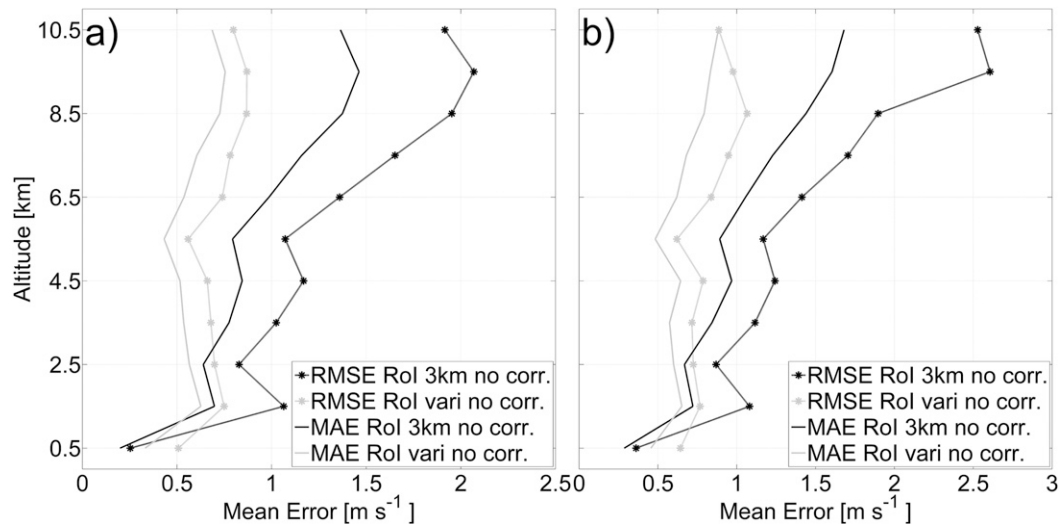 a)
Altitude [km]
10.5
8.5
6.5
4.5
2.5
0.5
RMSE RoI 3km no corr.
RMSE RoI vari no corr.
MAE RoI 3km no corr.
MAE RoI vari no corr.
0 0.5 1 1.5 2 2.5
Mean Error [m s⁻¹]
b)
RMSE RoI 3km no corr.
RMSE RoI vari no corr.
MAE RoI 3km no corr.
MAE RoI vari no corr.
0 0.5 1 1.5 2 2.5 3
Mean Error [m s⁻¹]